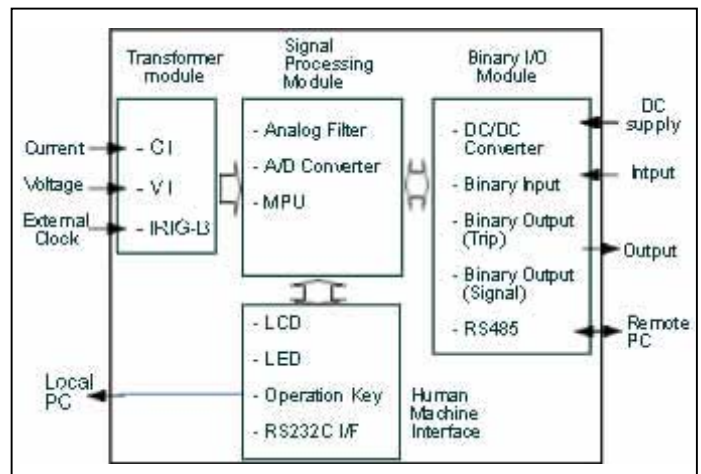 Transformer
module
Signal
Processing
Module
Binary I/O
Module
Current
Voltage
External
Clock
- CT
- VT
- IRIG-B
- Analog Filter
- A/D Converter
- MPU
- DC/DC
Converter
- Binary Input
- Binary Output
(Trip)
- Binary Output
(Signal)
- RS485
DC
supply
Intput
Output
Remote
PC
Local
PC
- LCD
- LED
- Operation Key
- RS232C I/F
Human
Machine
Interface